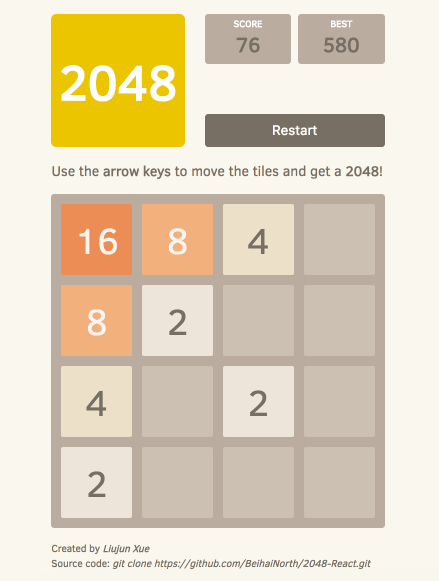 2048
SCORE
76
BEST
580
Restart
Use the arrow keys to move the tiles and get a 2048!
16 8 4
8 2
4 2
2
Created by Liujun Xue
Source code: git clone https://github.com/BeihaiNorth/2048-React.git